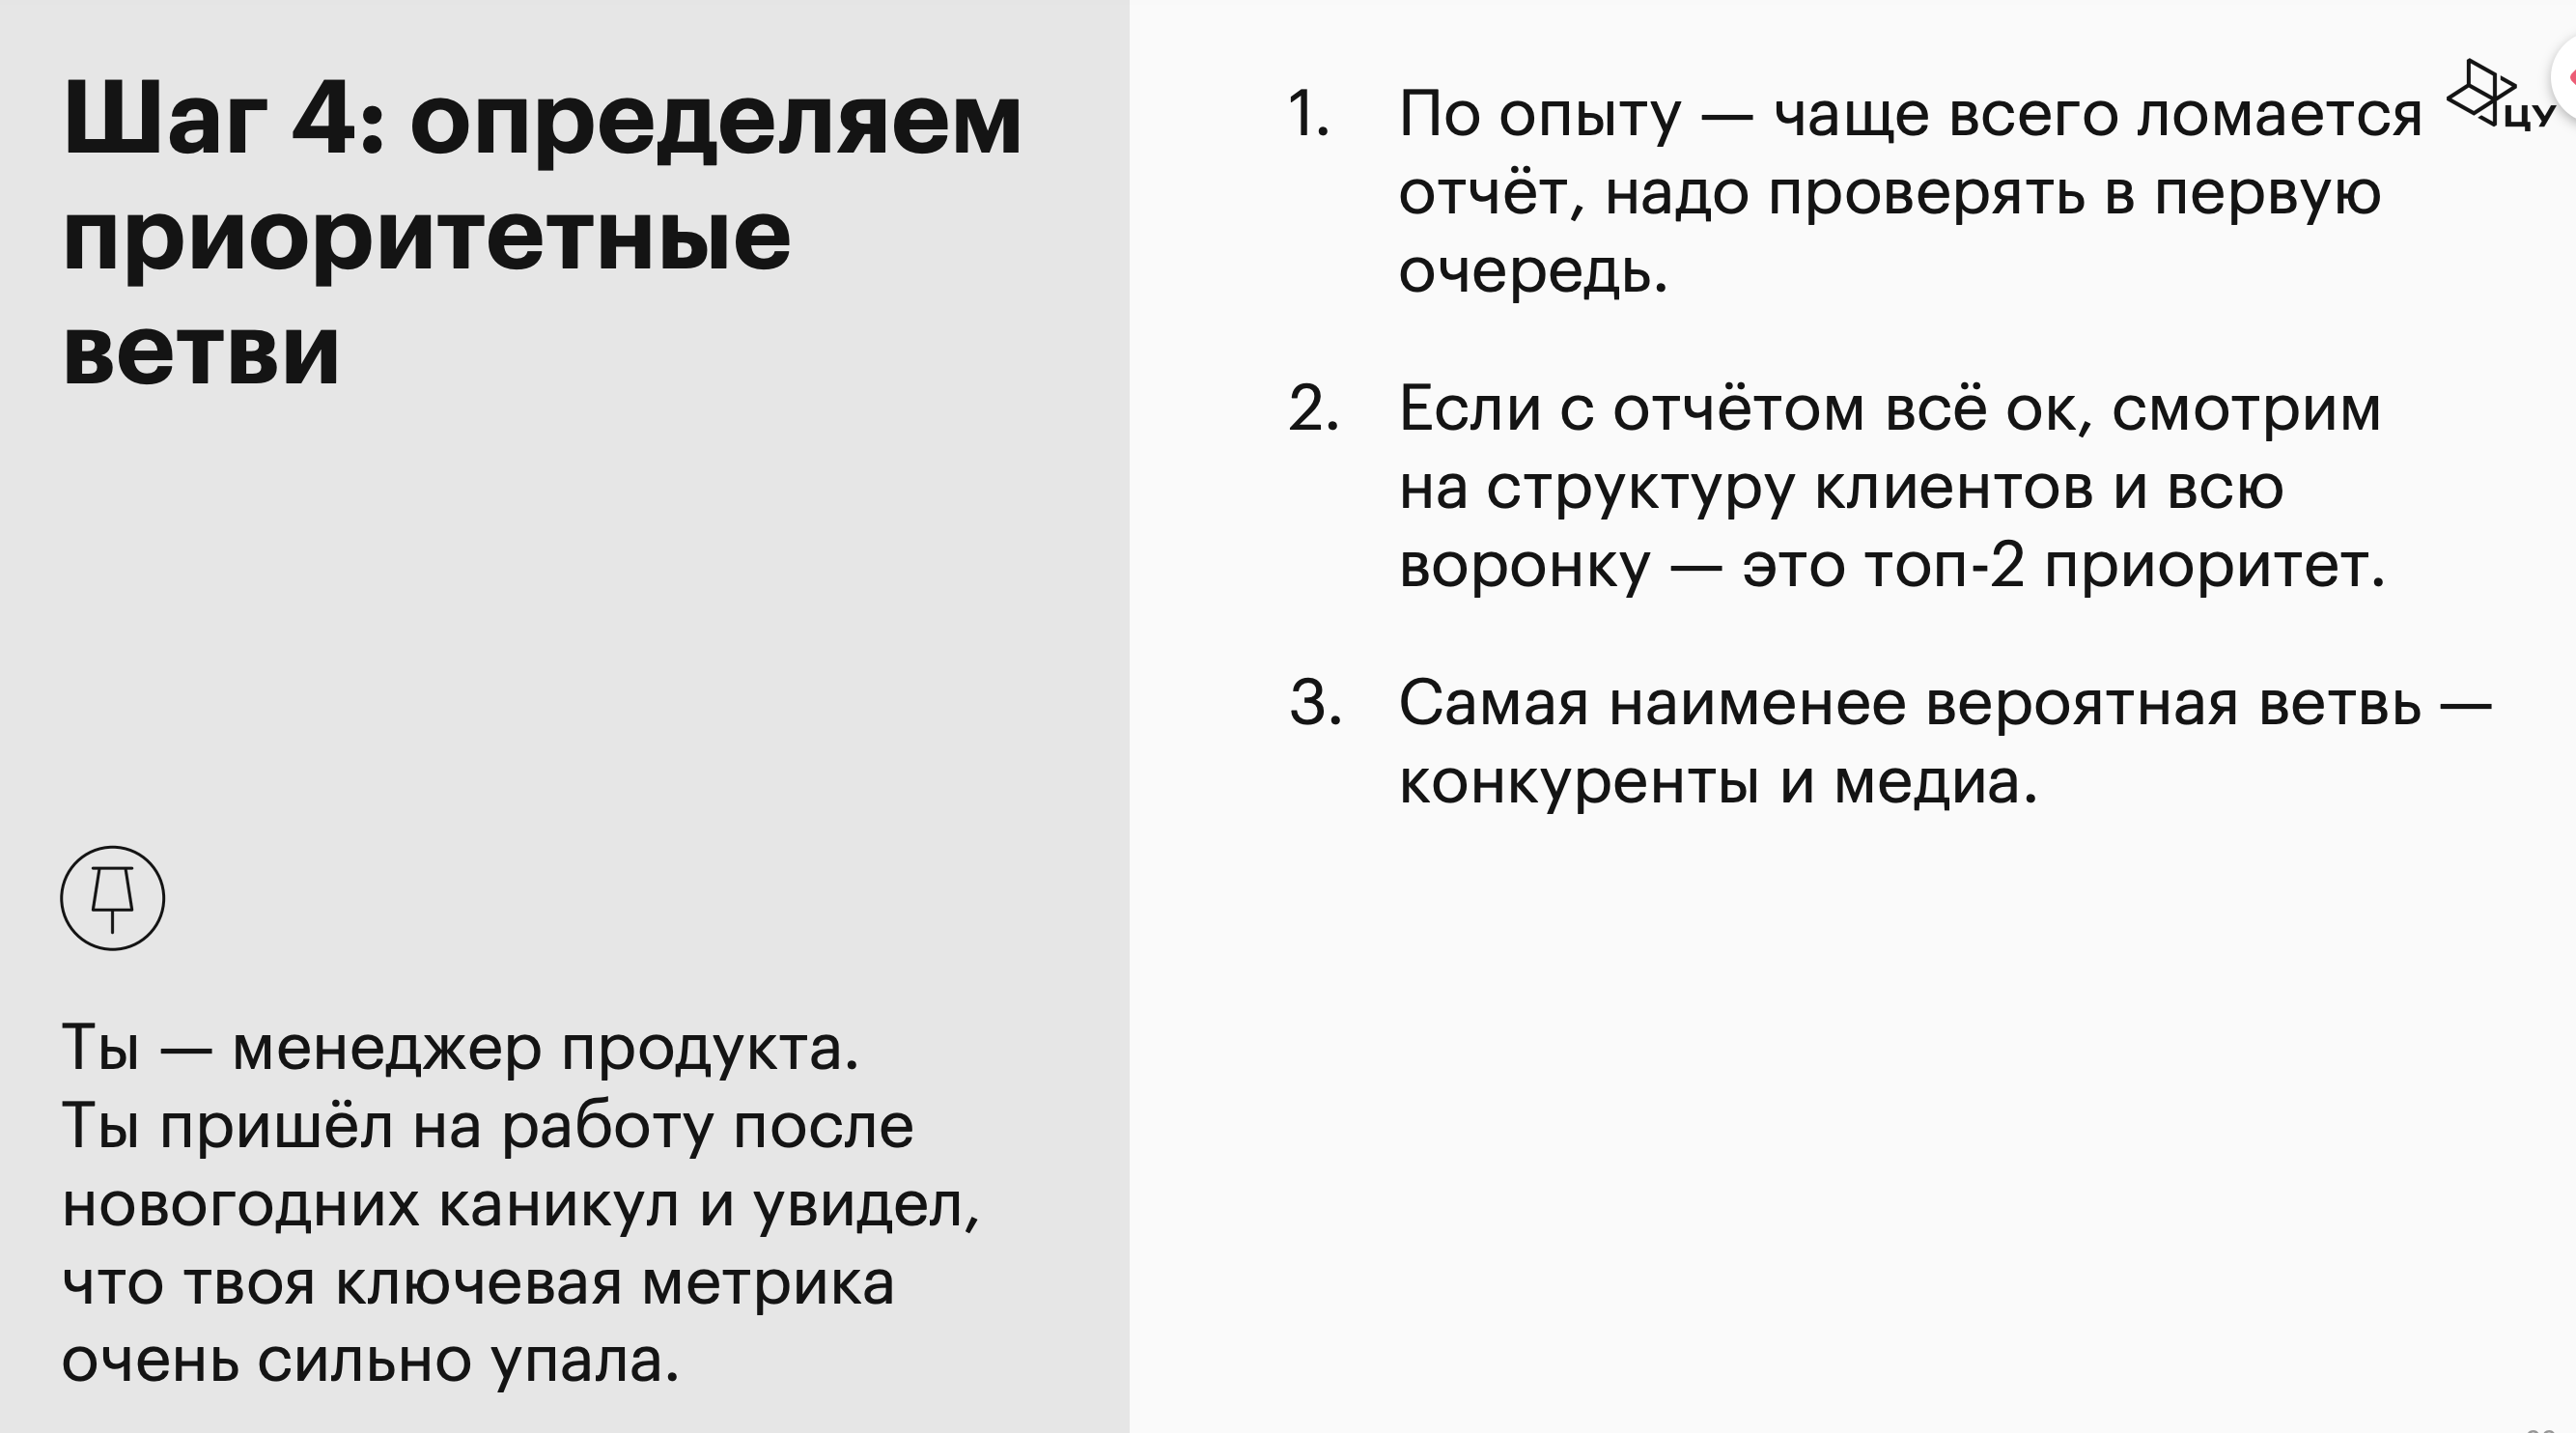 Шаг 4: определяем
приоритетные
ветви
Ты — менеджер продукта.
Ты пришёл на работу после
новогодних каникул и увидел,
что твоя ключевая метрика
очень сильно упала.
1. По опыту — чаще всего ломается
отчёт, надо проверять в первую
очередь.
2. Если с отчётом всё ок, смотрим
на структуру клиентов и всю
воронку — это топ-2 приоритет.
3. Самая наименее вероятная ветвь —
конкуренты и медиа.
ЦУ